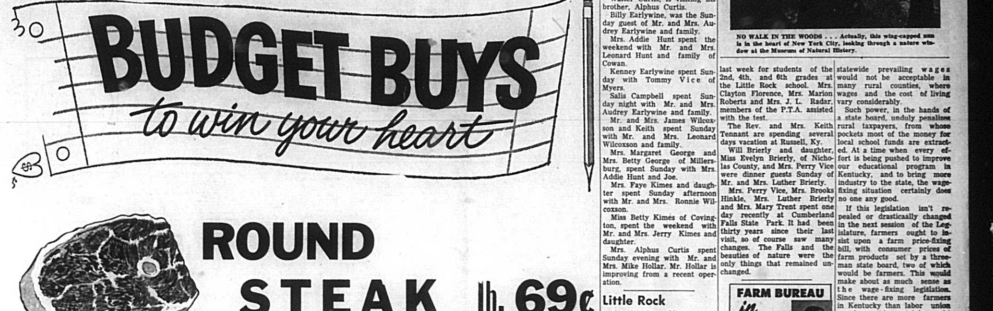 BUDGET BUYS
to win your heart
ROUND
STEAK lb. 69¢
brother, Alphus Curtis.
Billy Earlywine, was the Sun-
day guest of Mr. and Mrs. Au-
drey Earlywine and family.
Mrs. Addie Hunt spent the
weekend with Mr. and Mrs.
Leonard Hunt and family of
Cowan.
Kenney Earlywine spent Sun-
day with Tommy Vice of
Myers.
Salis Campbell spent Sun-
day night with Mr. and Mrs.
Audrey Earlywine and family.
Mr. and Mrs. James Wilcox-
son and Keith spent Sunday
with Mr. and Mrs. Leonard
Wilcoxson and family.
Mrs. Margaret George and
Mrs. Betty George of Millers-
burg, spent Sunday with Mrs.
Addie Hunt and Joe.
Mrs. Faye Kimes and daugh-
ter spent Sunday afternoon
with Mr. and Mrs. Ronnie Wil-
coxson.
Miss Betty Kimes of Coving-
ton, spent the weekend with
Mr. and Mrs. Jerry Kimes and
daughter.
Mrs. Alphus Curtis spent
Sunday evening with Mr. and
Mrs. Mike Hollar. Mr. Hollar is
improving from a recent oper-
ation.
Little Rock
NO WALK IN THE WOODS . . . Actually, this wing-capped man
is in the heart of New York City, looking through a nature win-
dow at the Museum of Natural History.
last week for students of the
2nd, 4th, and 6th grades at
the Little Rock school. Mrs.
Clayton Florence, Mrs. Marion
Roberts and Mrs. J. L. Radar,
members of the P.T.A. assisted
with the test.
The Rev. and Mrs. Keith
Tennant are spending several
days vacation at Russell, Ky.
Will Brierly and daughter,
Miss Evelyn Brierly, of Nicho-
las County, and Mrs. Perry Vice
were dinner guests Sunday of
Mr. and Mrs. Luther Brierly.
Mrs. Perry Vice, Mrs. Brooks
Hinkle, Mrs. Luther Brierly
and Mrs. Mary Trent spent one
day recently at Cumberland
Falls State Park. It had been
thirty years since their last
visit, so of course saw many
changes. The Falls and the
beauties of nature were the
only things that remained un-
changed.
FARM BUREAU
in
statewide prevailing wages
would not be acceptable in
many rural counties, where
wages and the cost of living
vary considerably.
Such power, in the hands of
a state board, unduly penalizes
rural taxpayers, from whose
pockets most of the money for
local school funds are extract-
ed. At a time when every ef-
fort is being pushed to improve
our educational program in
Kentucky, and to bring more
industry to the state, the wage-
fixing situation certainly does
no one any good.
If this legislation isn't re-
pealed or drastically changed
in the next session of the Leg-
islature, farmers ought to in-
sist upon a farm price-fixing
bill, with consumer prices of
farm products set by a three-
man state board, two of which
would be farmers. This would
make about as much sense as
the wage-fixing legislation.
Since there are more farmers
in Kentucky than labor union